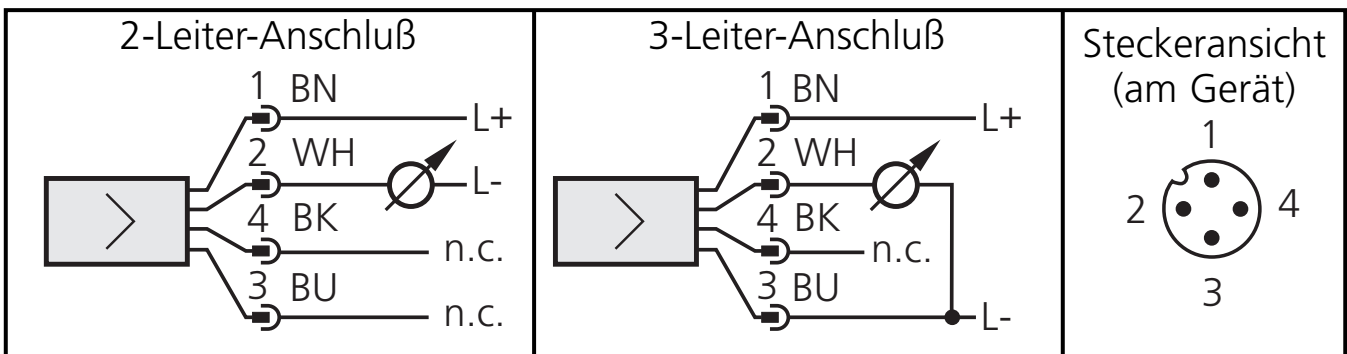 2-Leiter-Anschluß
1 BN
L+
2 WH
L-
4 BK
n.c.
3 BU
n.c.
3-Leiter-Anschluß
1 BN
L+
2 WH
4 BK
n.c.
3 BU
L-
Steckeransicht
(am Gerät)
1
2 4
3